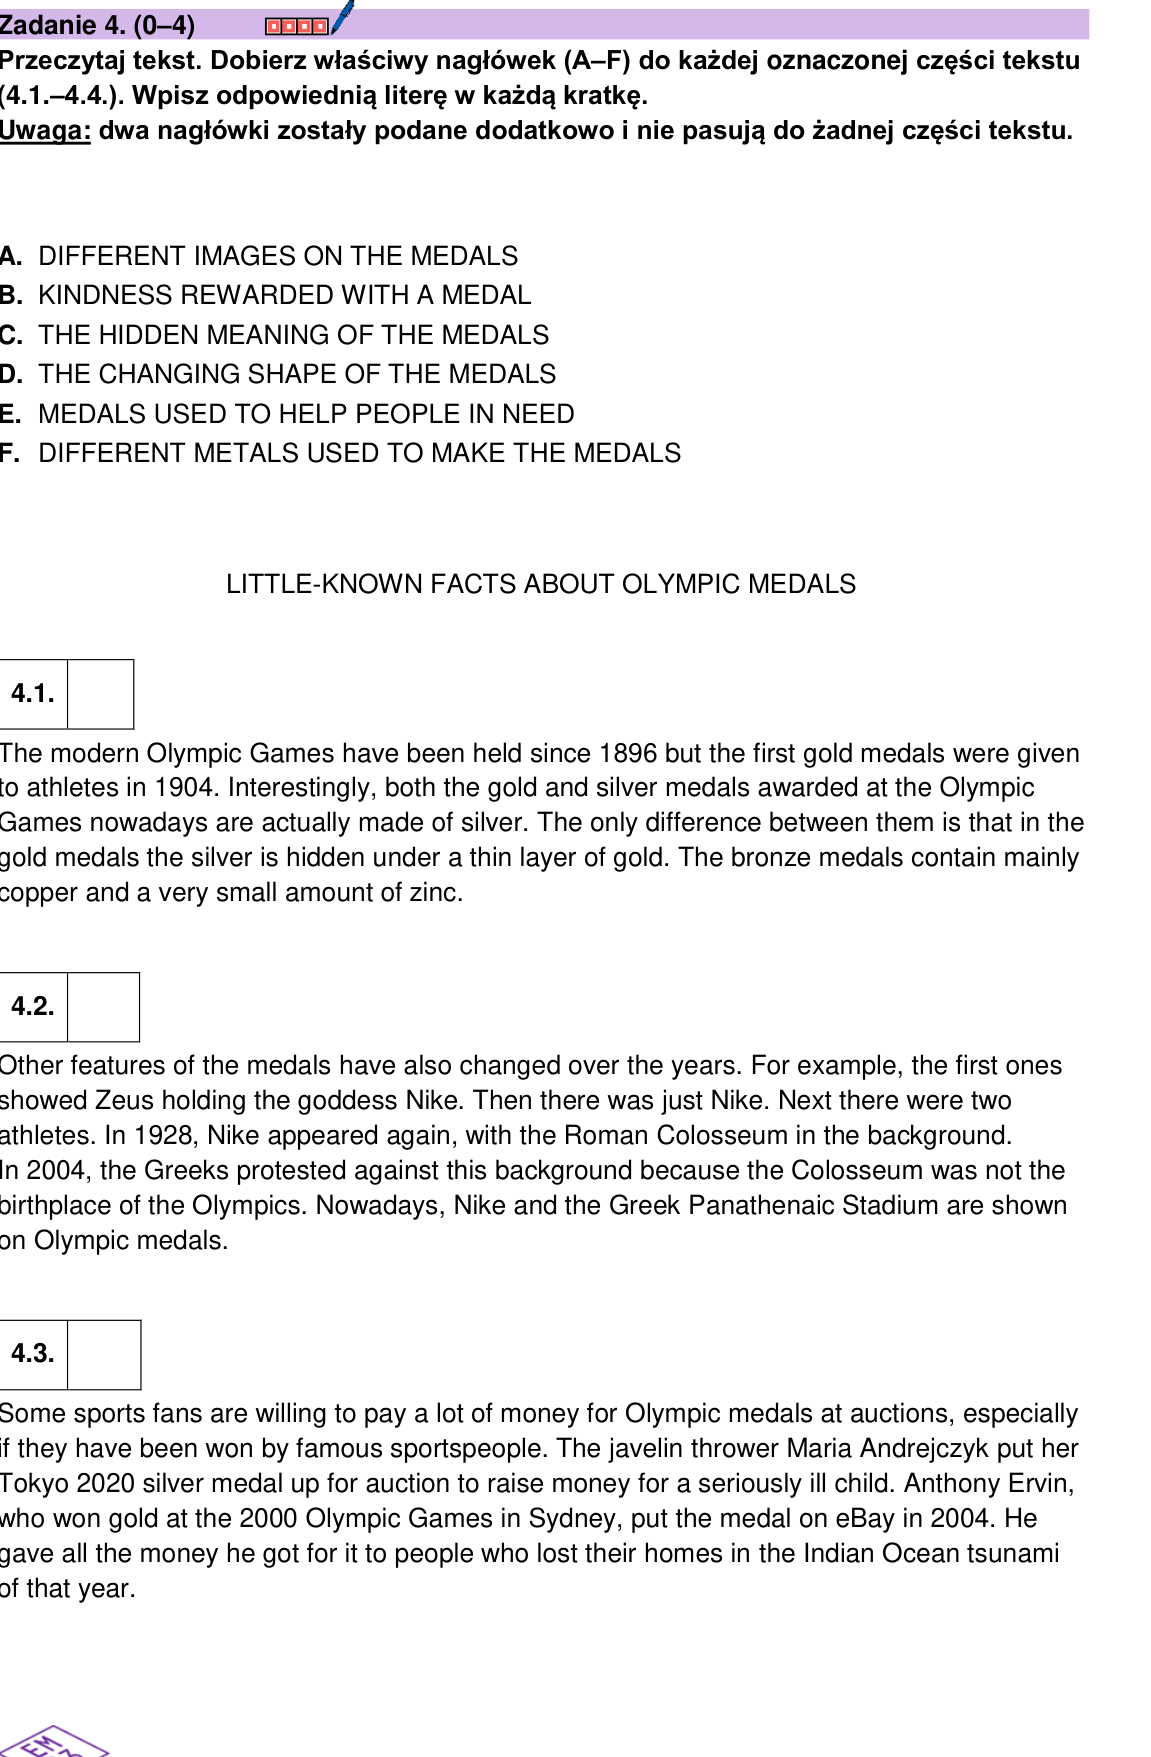 Zadanie 4. (0–4)
Przeczytaj tekst. Dobierz właściwy nagłówek (A–F) do każdej oznaczonej części tekstu
(4.1.–4.4.). Wpisz odpowiednią literę w każdą kratkę.
Uwaga: dwa nagłówki zostały podane dodatkowo i nie pasują do żadnej części tekstu.
A. DIFFERENT IMAGES ON THE MEDALS
B. KINDNESS REWARDED WITH A MEDAL
C. THE HIDDEN MEANING OF THE MEDALS
D. THE CHANGING SHAPE OF THE MEDALS
E. MEDALS USED TO HELP PEOPLE IN NEED
F. DIFFERENT METALS USED TO MAKE THE MEDALS
LITTLE-KNOWN FACTS ABOUT OLYMPIC MEDALS
4.1.
The modern Olympic Games have been held since 1896 but the first gold medals were given
to athletes in 1904. Interestingly, both the gold and silver medals awarded at the Olympic
Games nowadays are actually made of silver. The only difference between them is that in the
gold medals the silver is hidden under a thin layer of gold. The bronze medals contain mainly
copper and a very small amount of zinc.
4.2.
Other features of the medals have also changed over the years. For example, the first ones
showed Zeus holding the goddess Nike. Then there was just Nike. Next there were two
athletes. In 1928, Nike appeared again, with the Roman Colosseum in the background.
In 2004, the Greeks protested against this background because the Colosseum was not the
birthplace of the Olympics. Nowadays, Nike and the Greek Panathenaic Stadium are shown
on Olympic medals.
4.3.
Some sports fans are willing to pay a lot of money for Olympic medals at auctions, especially
if they have been won by famous sportspeople. The javelin thrower Maria Andrejczyk put her
Tokyo 2020 silver medal up for auction to raise money for a seriously ill child. Anthony Ervin,
who won gold at the 2000 Olympic Games in Sydney, put the medal on eBay in 2004. He
gave all the money he got for it to people who lost their homes in the Indian Ocean tsunami
of that year.